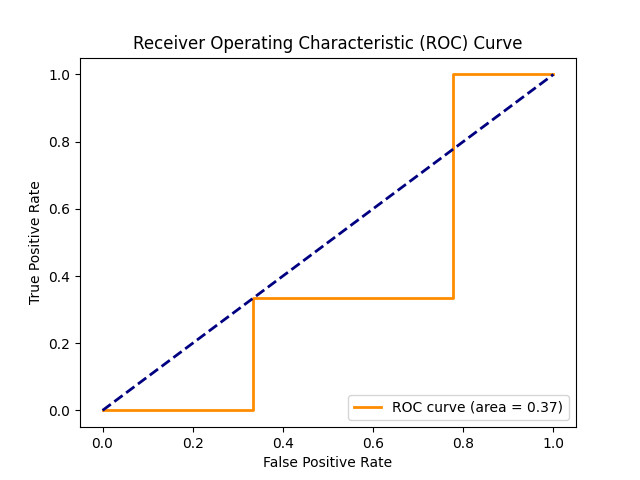 Receiver Operating Characteristic (ROC) Curve
True Positive Rate
1.0
0.8
0.6
0.4
0.2
0.0
ROC curve (area = 0.37)
0.0 0.2 0.4 0.6 0.8 1.0
False Positive Rate